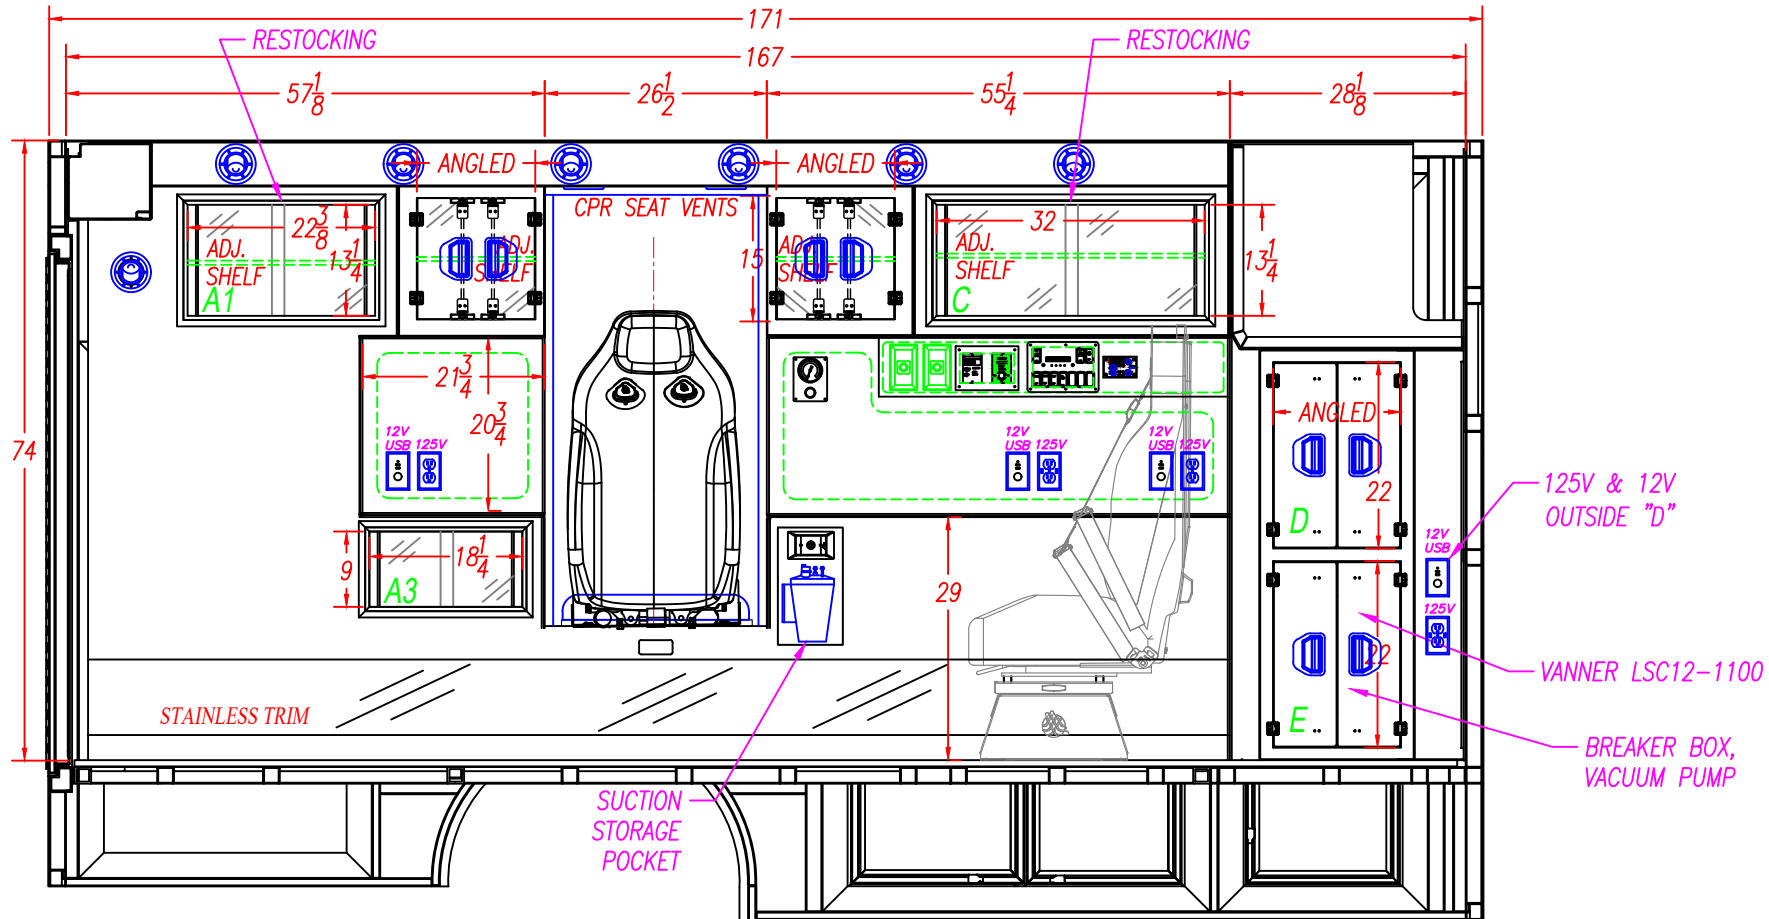 171
RESTOCKING
RESTOCKING
167
57 1/8
26 1/2
55 1/4
28 1/8
ANGLED
ANGLED
CPR SEAT VENTS
22 3/8
13 1/4
ADJ.
SHELF
A1
ADJ.
SHELF
15
ADJ.
SHELF
32
ADJ.
SHELF
C
13 1/4
21 3/4
20 3/4
12V
USB
125V
12V
USB
125V
12V
USB
125V
ANGLED
74
22
D
125V & 12V
OUTSIDE "D"
12V
USB
125V
9
18 1/4
A3
29
22
VANNER LSC12-1100
E
STAINLESS TRIM
BREAKER BOX,
VACUUM PUMP
SUCTION
STORAGE
POCKET